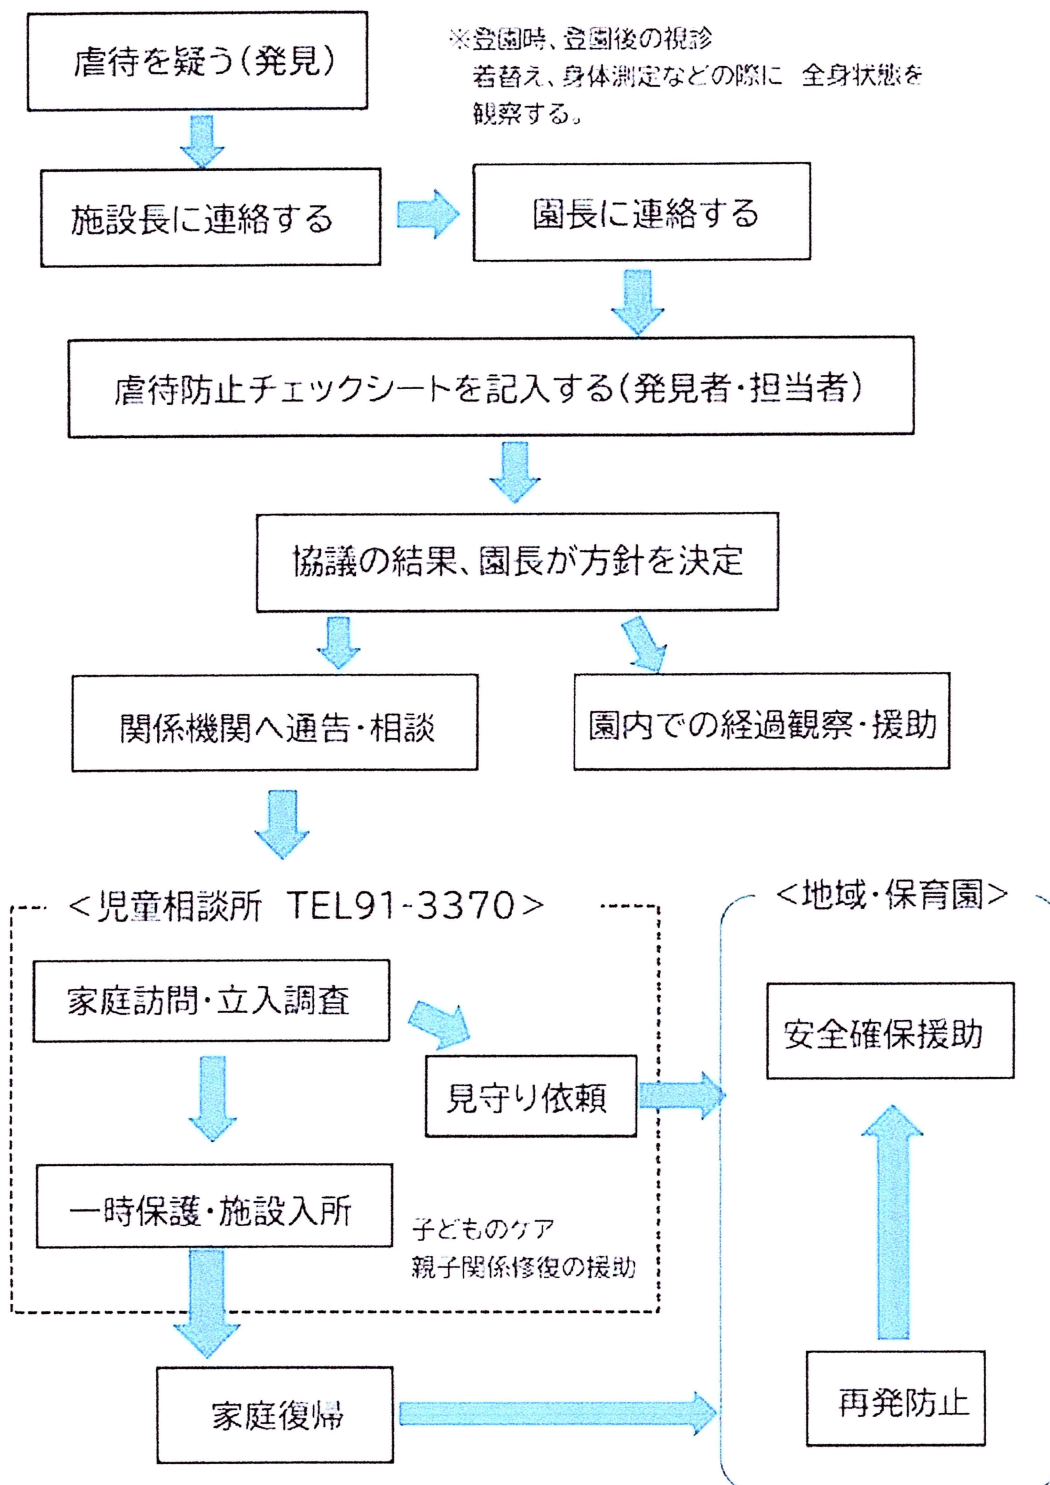 虐待を疑う(発見)
※登園時、登園後の視診
着替え、身体測定などの際に 全身状態を
観察する。
施設長に連絡する
園長に連絡する
虐待防止チェックシートを記入する(発見者・担当者)
協議の結果、園長が方針を決定
関係機関へ通告・相談
園内での経過観察・援助
<児童相談所 TEL91-3370>
<地域・保育園>
家庭訪問・立入調査
安全確保援助
見守り依頼
一時保護・施設入所
子どものケア
親子関係修復の援助
家庭復帰
再発防止